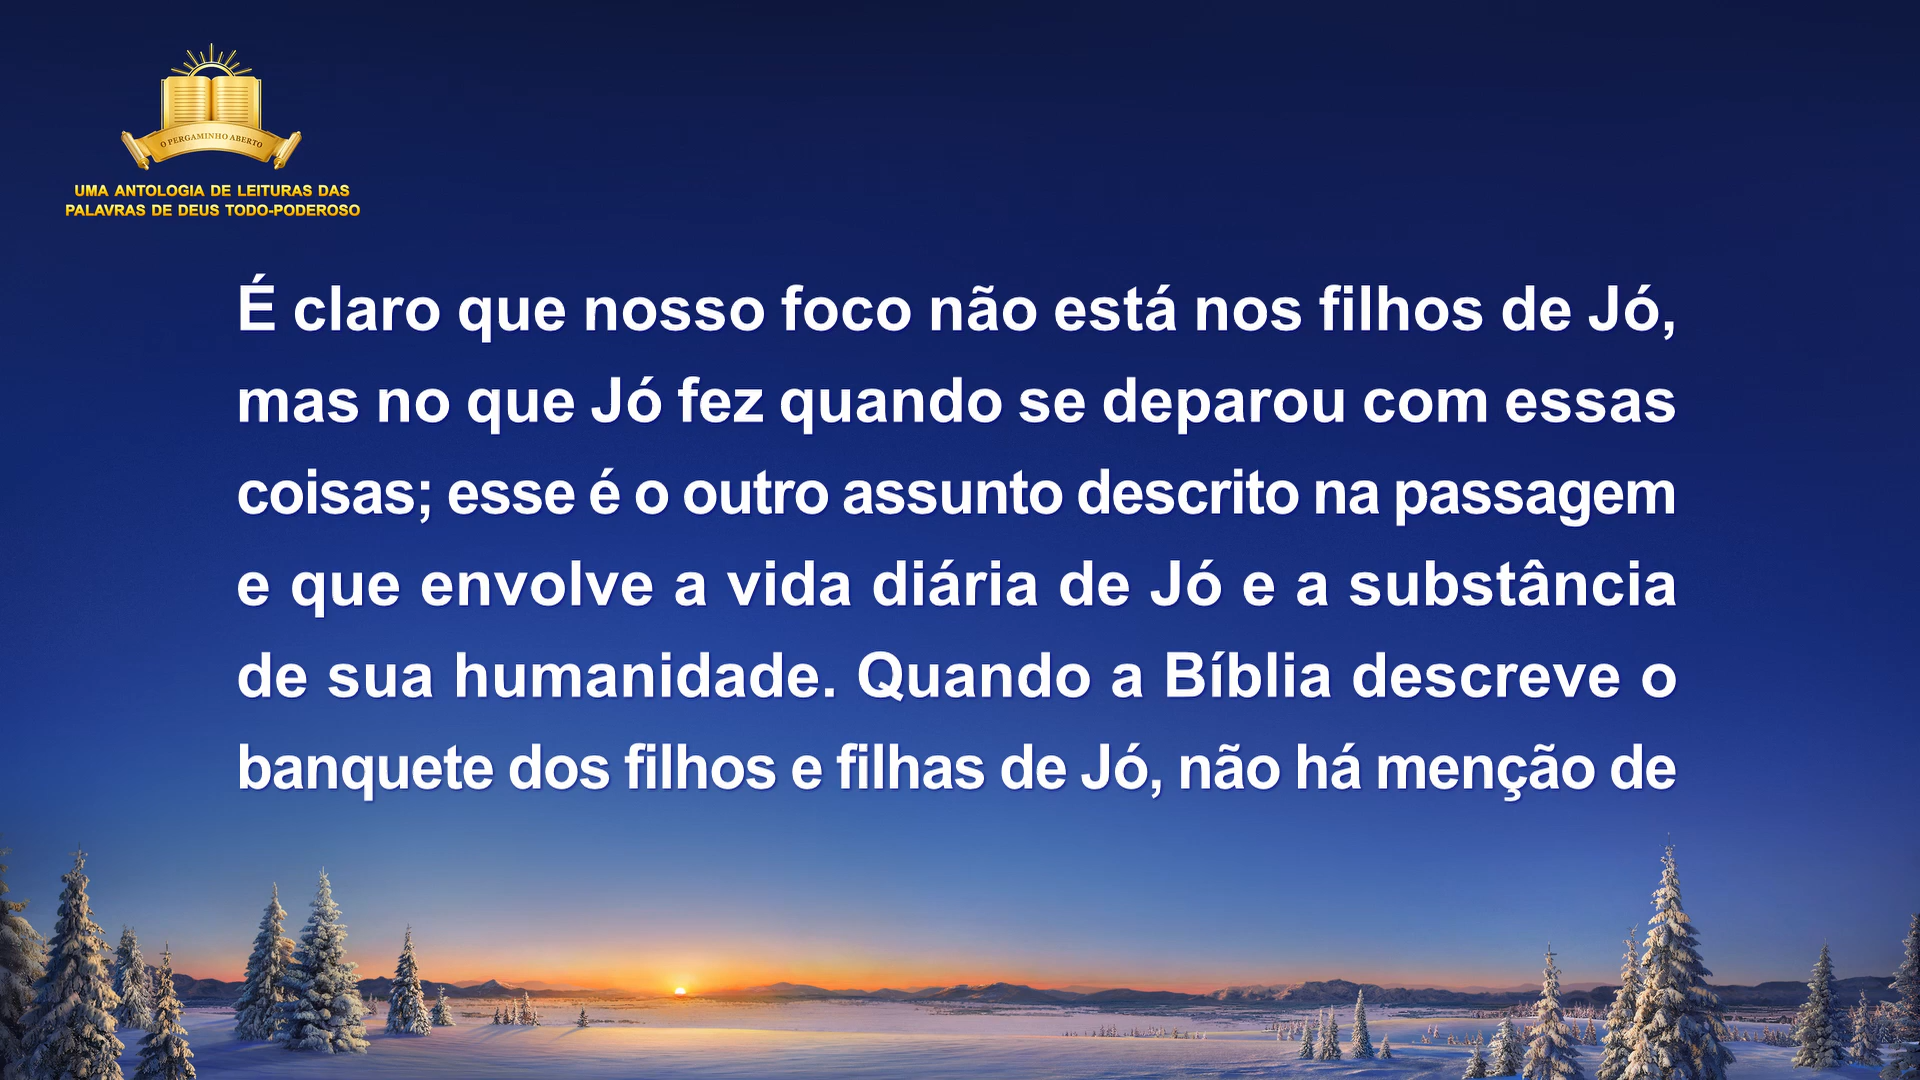 O PERGAMINHO ABERTO
UMA ANTOLOGIA DE LEITURAS DAS
PALAVRAS DE DEUS TODO-PODEROSO
É claro que nosso foco não está nos filhos de Jó,
mas no que Jó fez quando se deparou com essas
coisas; esse é o outro assunto descrito na passagem
e que envolve a vida diária de Jó e a substância
de sua humanidade. Quando a Bíblia descreve o
banquete dos filhos e filhas de Jó, não há menção de